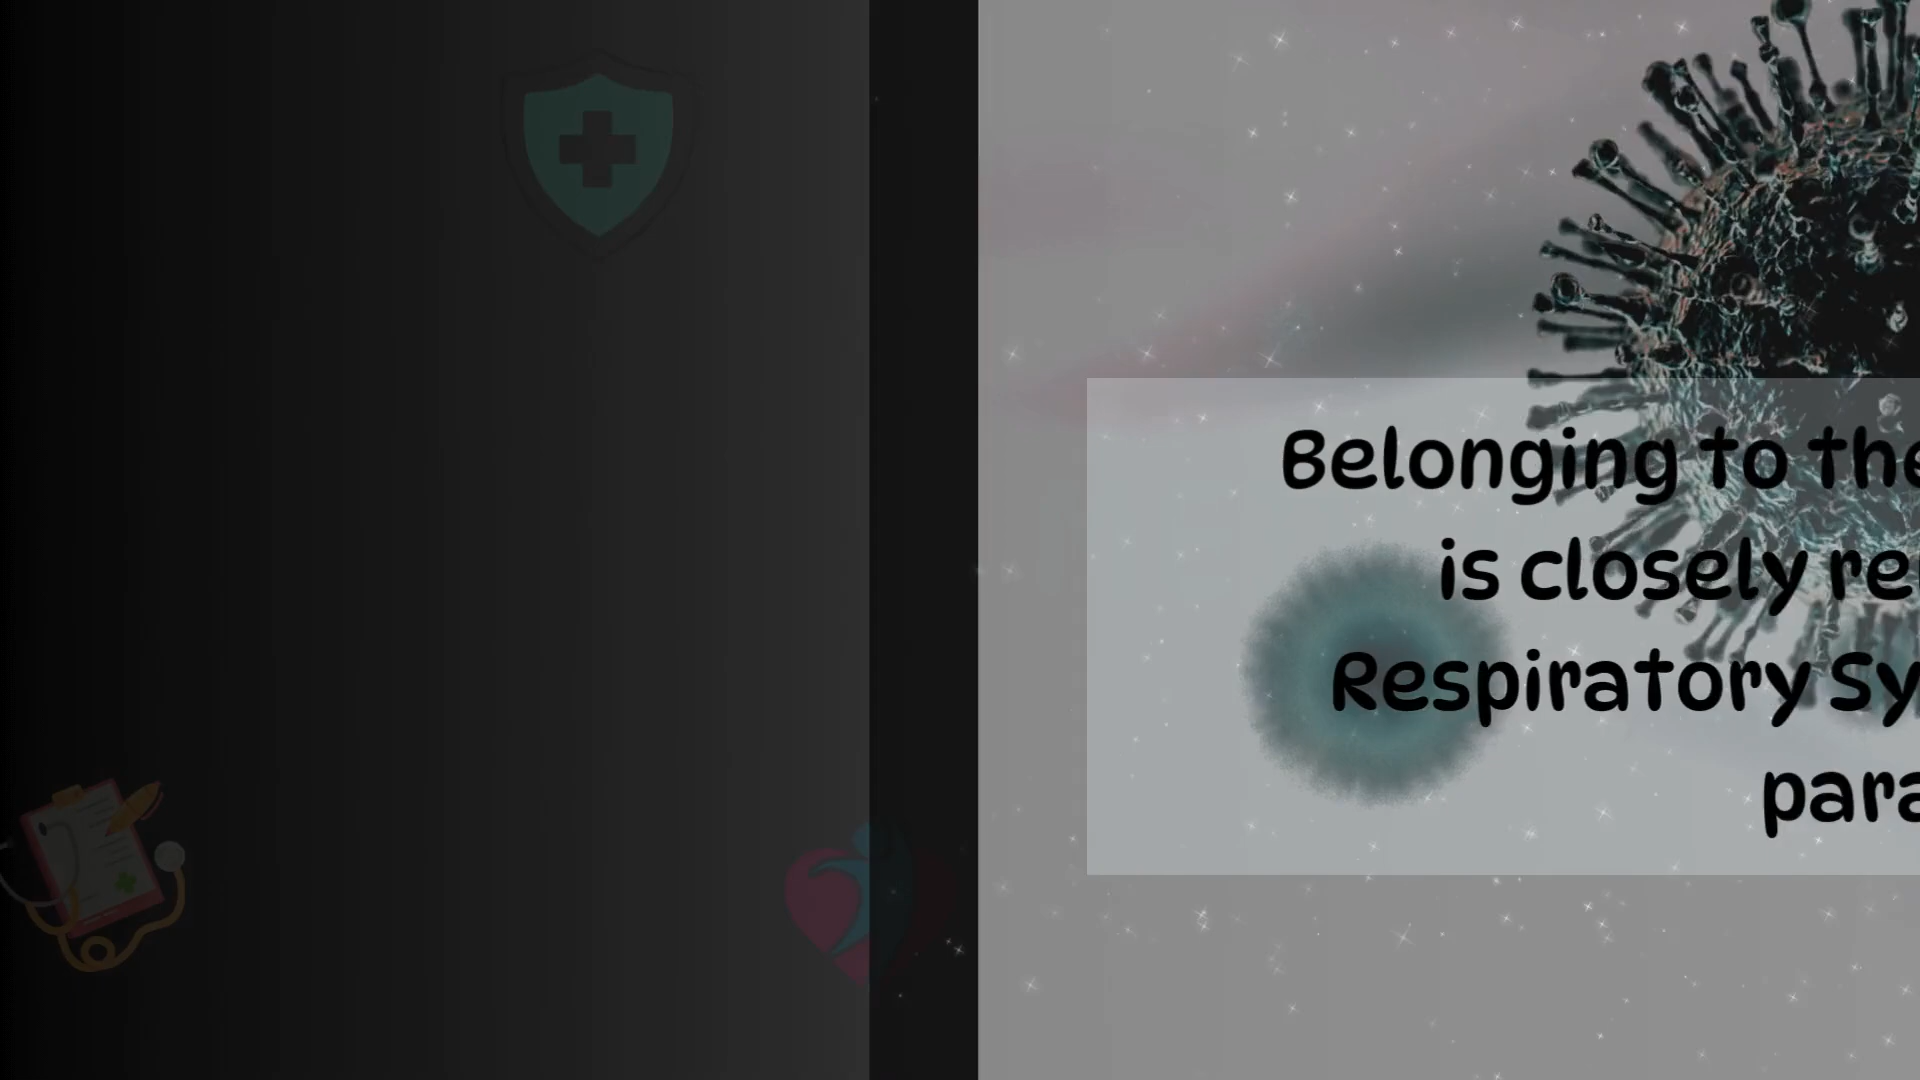 Belonging to the
is closely re
Respiratory Sy
para